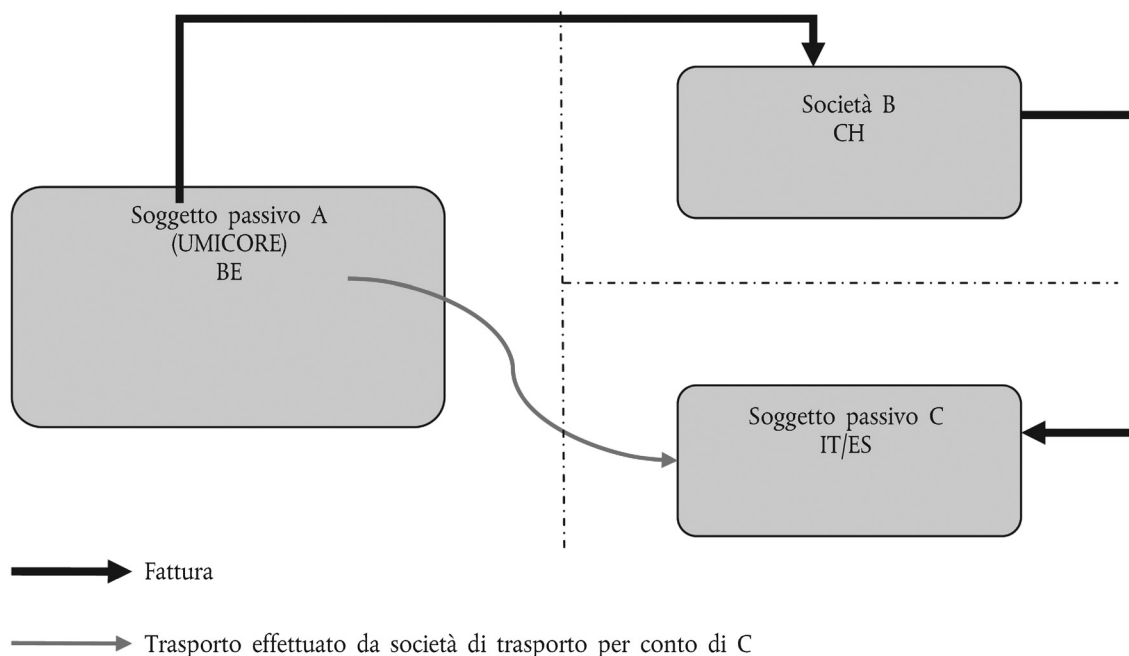 Società B
CH
Soggetto passivo A
(UMICORE)
BE
Soggetto passivo C
IT/ES
Fattura
Trasporto effettuato da società di trasporto per conto di C